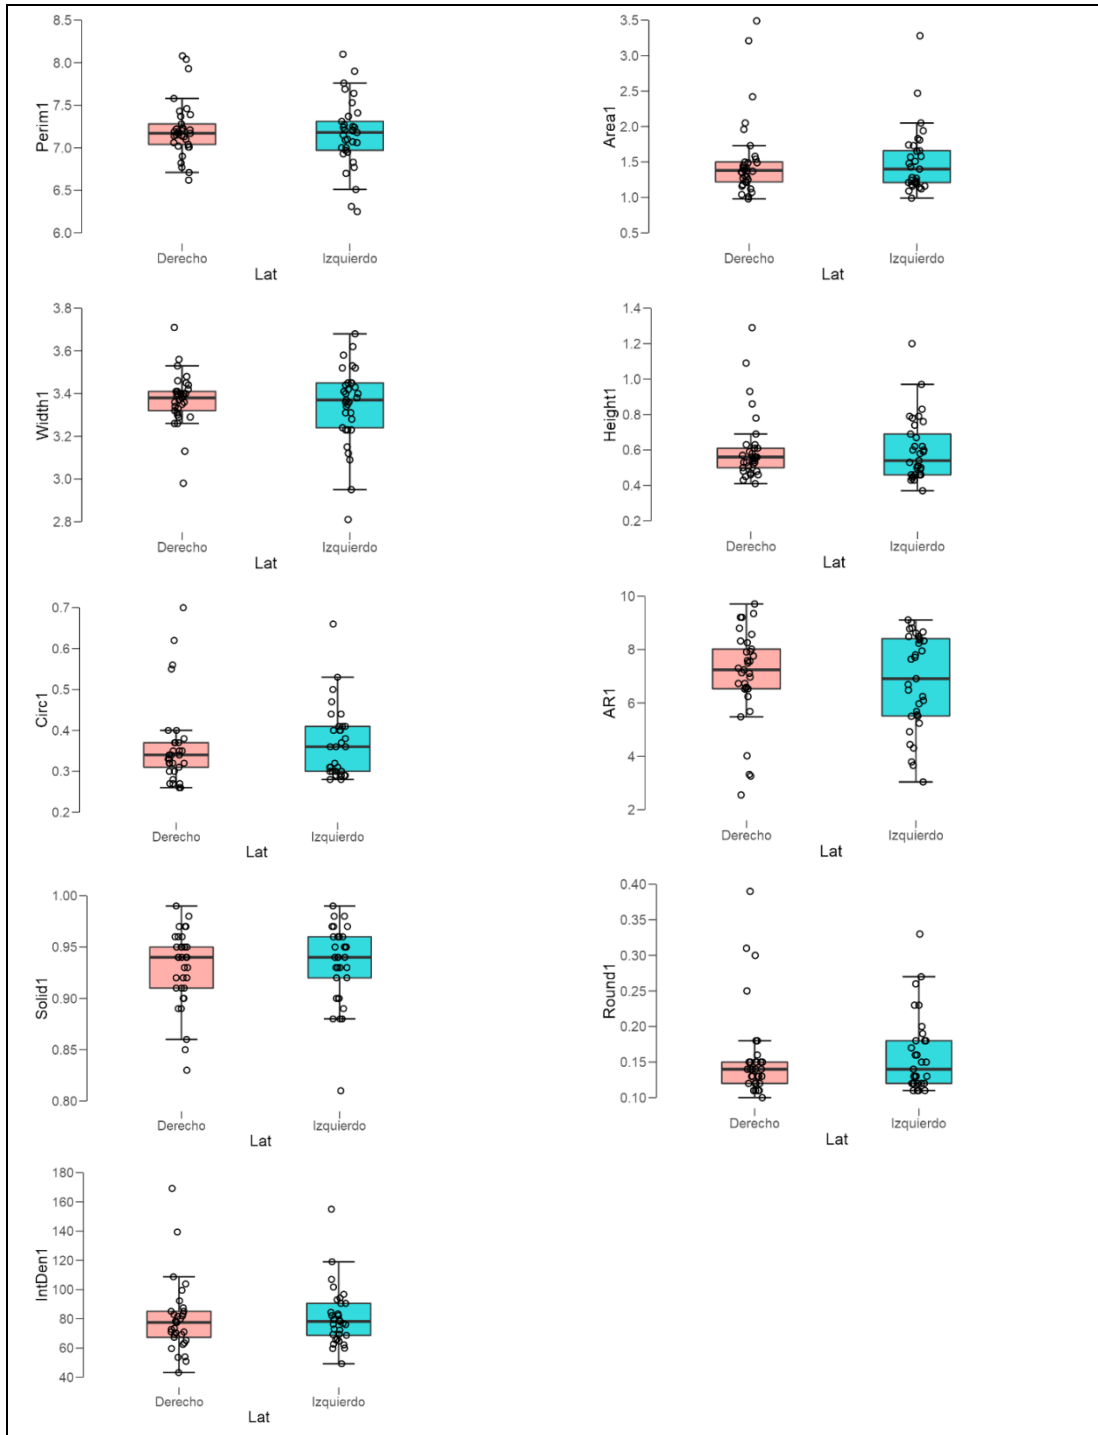 8.5
8.0
7.5
7.0
6.5
6.0
Perim1
Derecho Izquierdo
Lat
3.5
3.0
2.5
2.0
1.5
1.0
0.5
Area1
Derecho Izquierdo
Lat
3.8
3.6
3.4
3.2
3.0
2.8
Width1
Derecho Izquierdo
Lat
1.4
1.2
1.0
0.8
0.6
0.4
0.2
Height1
Derecho Izquierdo
Lat
0.7
0.6
0.5
0.4
0.3
0.2
Circ1
Derecho Izquierdo
Lat
10
8
6
4
2
AR1
Derecho Izquierdo
Lat
1.00
0.95
0.90
0.85
0.80
Solid1
Derecho Izquierdo
Lat
0.40
0.35
0.30
0.25
0.20
0.15
0.10
Round1
Derecho Izquierdo
Lat
180
160
140
120
100
80
60
40
IntDen1
Derecho Izquierdo
Lat